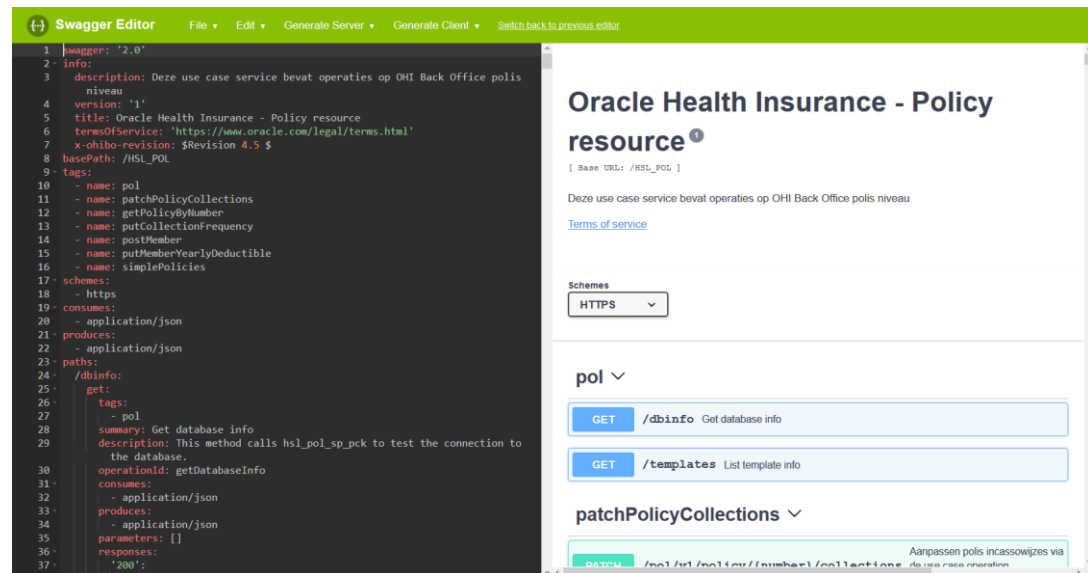 Swagger Editor File Edit Generate Server Generate Client Switch back to previous editor
1 swagger: '2.0'
2 info:
3 description: Deze use case service bevat operaties op OHI Back Office polis
niveau
4 version: '1'
5 title: Oracle Health Insurance - Policy resource
6 termsOfService: 'https://www.oracle.com/legal/terms.html'
7 x-ohibo-revision: $Revision 4.5 $
8 basePath: /HSL_POL
9 tags:
10 - name: pol
11 - name: patchPolicyCollections
12 - name: getPolicyByNumber
13 - name: putCollectionFrequency
14 - name: postMember
15 - name: putMemberYearlyDeductible
16 - name: simplePolicies
17 schemes:
18 - https
19 consumes:
20 - application/json
21 produces:
22 - application/json
23 paths:
24 /dbinfo:
25 get:
26 tags:
27 - pol
28 summary: Get database info
29 description: This method calls hsl_pol_sp_pck to test the connection to
the database.
30 operationId: getDatabaseInfo
31 consumes:
32 - application/json
33 produces:
34 - application/json
35 parameters: []
36 responses:
37 '200':
Oracle Health Insurance - Policy
resource 1
[ Base URL: /HSL_POL ]
Deze use case service bevat operaties op OHI Back Office polis niveau
Terms of service
Schemes
HTTPS
pol
GET /dbinfo Get database info
GET /templates List template info
patchPolicyCollections
Aanpassen polis incassowijzes via
PATCH /pol/v1/policy/{number}/collections de use case operation